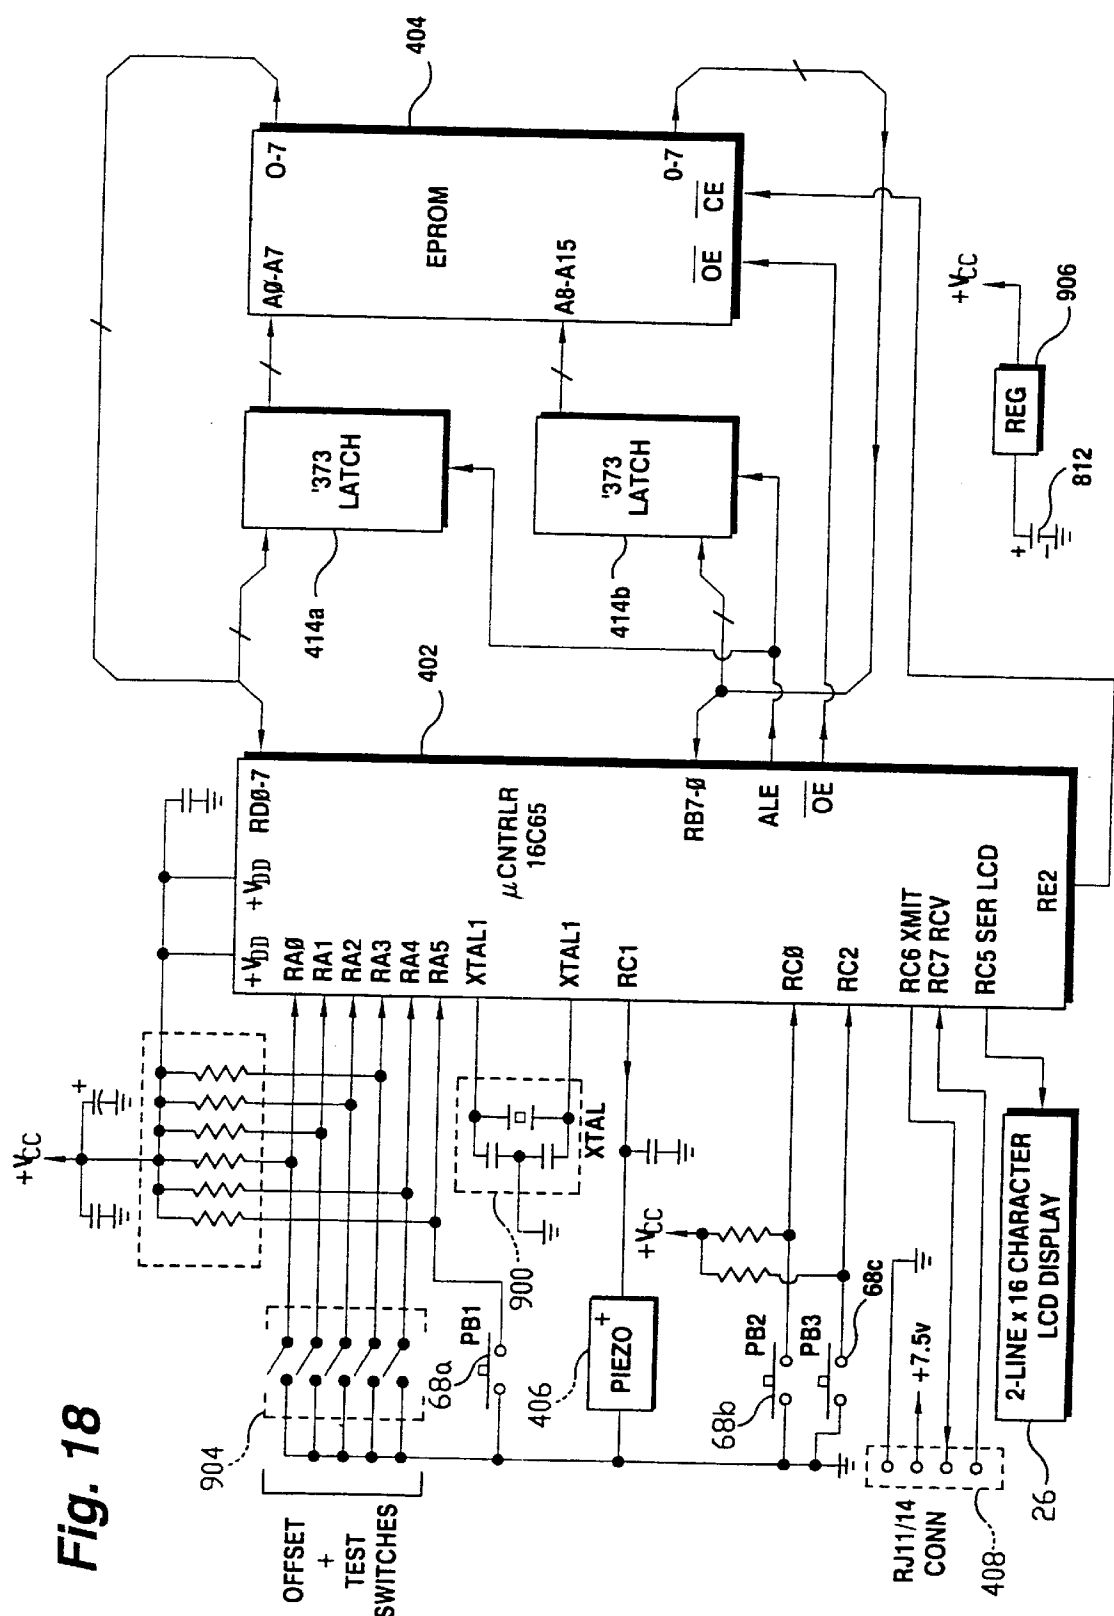 Fig. 18
OFFSET
+
TEST
SWITCHES
904
+VCC
+
+VDD
+VDD
RDØ-7
RAØ
RA1
RA2
RA3
RA4
RA5
XTAL1
XTAL1
RC1
RCØ
RC2
RC6 XMIT
RC7 RCV
RC5 SER LCD
RE2
µCNTRLR
16C65
RB7-Ø
ALE
OE
402
PB1
68a
900
XTAL
PIEZO
+
406
+VCC
PB2
68b
PB3
68c
RJ11/14
CONN
408
+7.5v
2-LINE x 16 CHARACTER
LCD DISPLAY
26
'373
LATCH
414a
'373
LATCH
414b
AØ-A7
O-7
EPROM
A8-A15
0-7
OE
CE
404
+VCC
REG
906
+
-
812